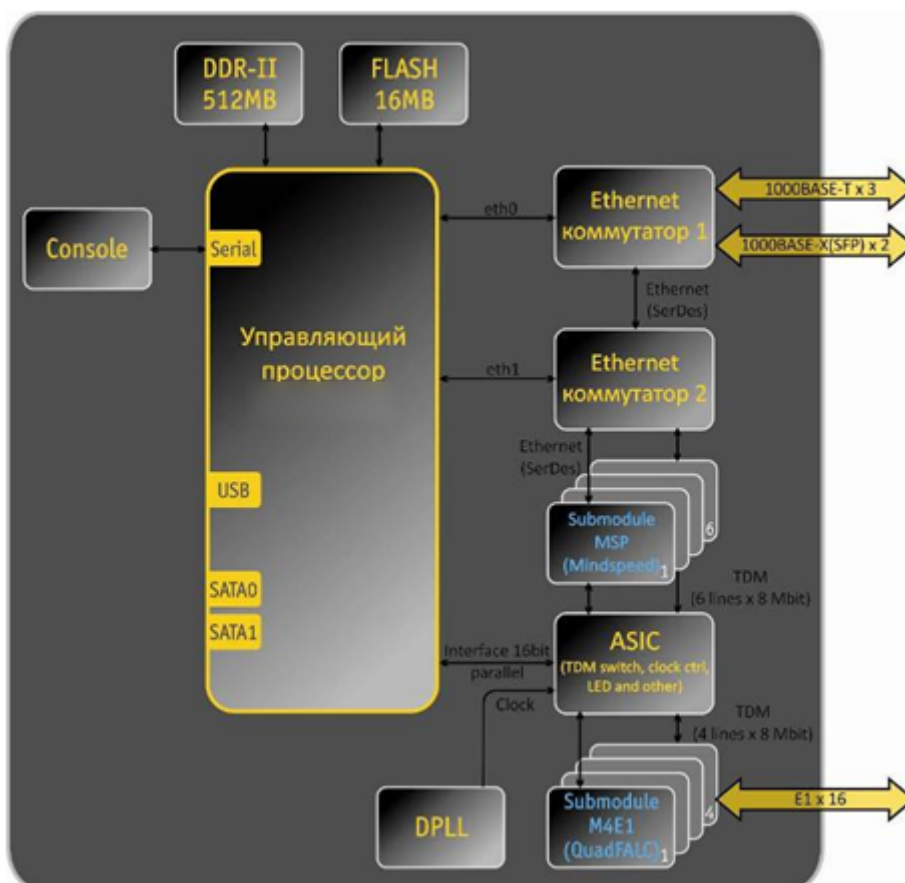 DDR-II
512MB
FLASH
16MB
Console
Serial
Управляющий
процессор
USB
SATA0
SATA1
eth0
Ethernet
коммутатор 1
1000BASE-T x 3
1000BASE-X(SFP) x 2
Ethernet
(SerDes)
eth1
Ethernet
коммутатор 2
Ethernet
(SerDes)
6
Submodule
MSP
(Mindspeed)
1
TDM
(6 lines x 8 Mbit)
Interface 16bit
parallel
ASIC
(TDM switch, clock ctrl,
LED and other)
Clock
TDM
(4 lines x 8 Mbit)
DPLL
4
Submodule
M4E1
(QuadFALC)
1
E1 x 16